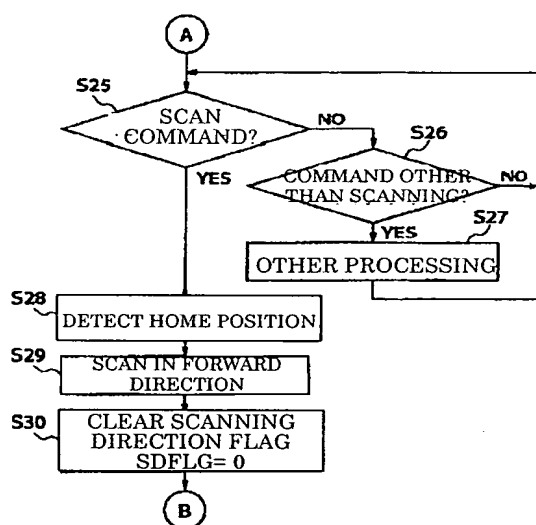 A
S25
SCAN
COMMAND?
NO
YES
S26
COMMAND OTHER
THAN SCANNING?
NO
YES
S27
OTHER PROCESSING
S28
DETECT HOME POSITION
S29
SCAN IN FORWARD
DIRECTION
S30
CLEAR SCANNING
DIRECTION FLAG
SDFLG= 0
B